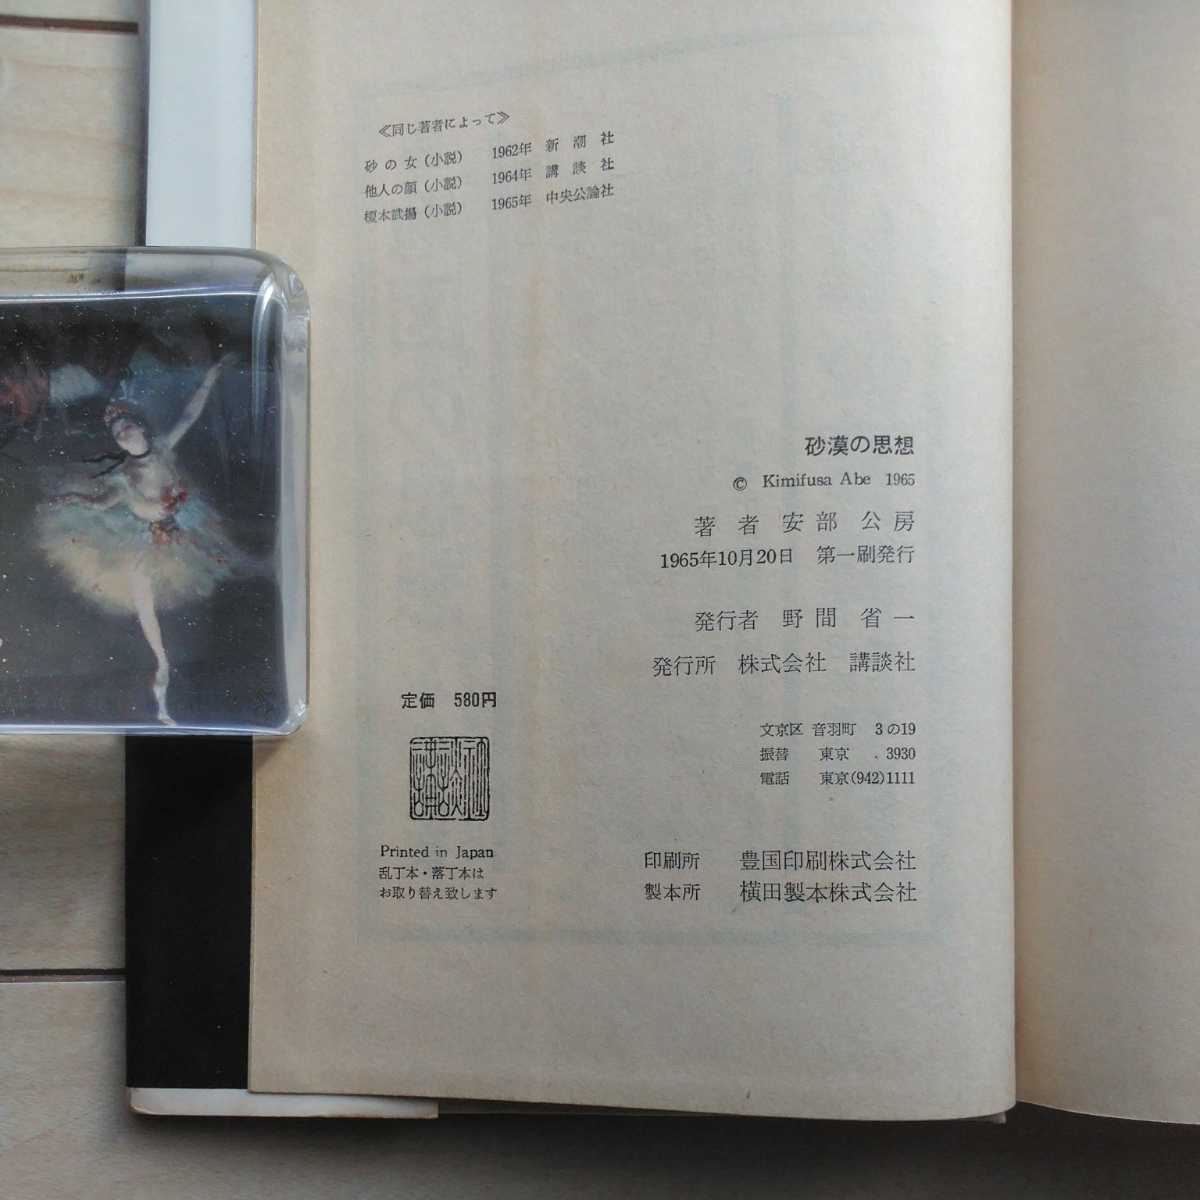 ≪同じ著者によって≫
砂の女（小説） 1962年 新潮社
他人の顔（小説） 1964年 講談社
榎本武揚（小説） 1965年 中央公論社
砂漠の思想
© Kimifusa Abe 1965
著者 安部公房
1965年10月20日 第一刷発行
発行者 野間省一
発行所 株式会社 講談社
文京区 音羽町 3の19
振替 東京 3930
電話 東京(942)1111
印刷所 豊国印刷株式会社
製本所 横田製本株式会社
定価 580円
講談社
Printed in Japan
乱丁本・落丁本は
お取り替え致します